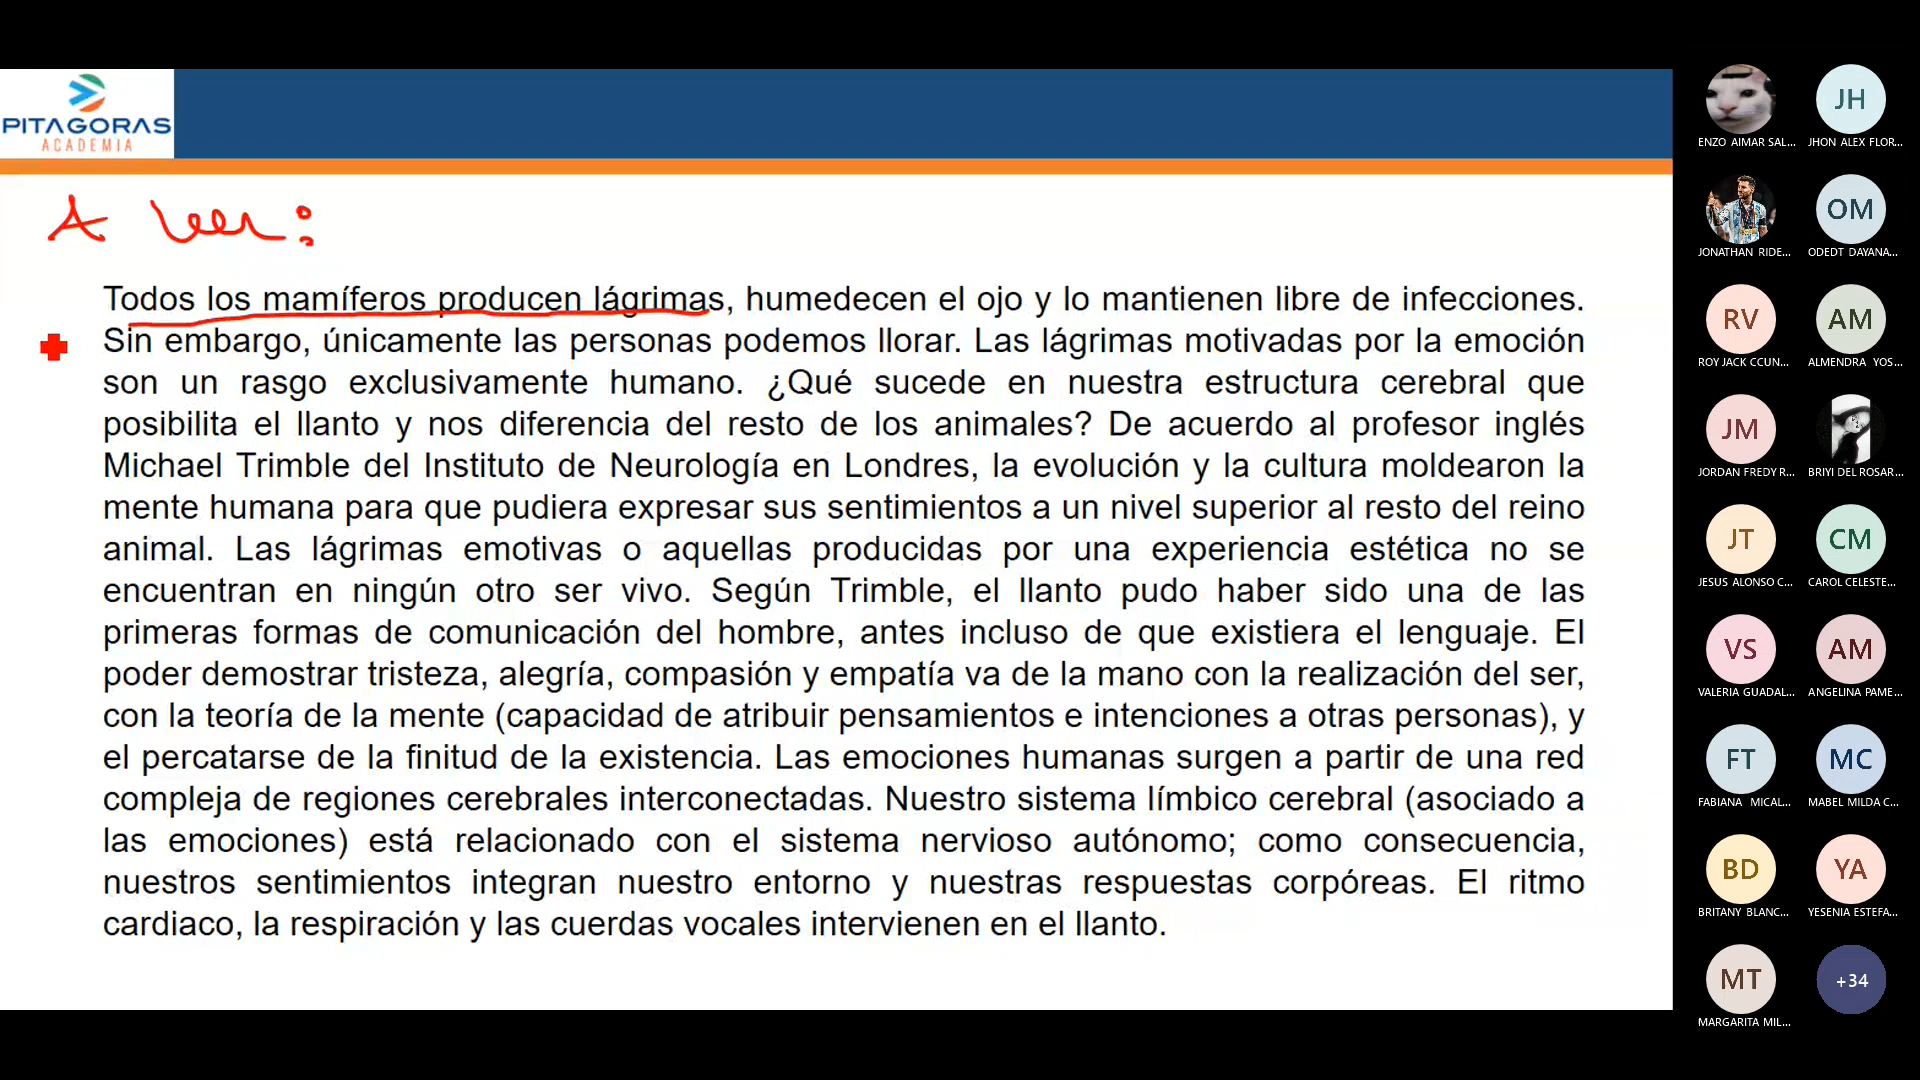 PITAGORAS
ACADEMIA
A leer:
Todos los mamíferos producen lágrimas, humedecen el ojo y lo mantienen libre de infecciones.
Sin embargo, únicamente las personas podemos llorar. Las lágrimas motivadas por la emoción
son un rasgo exclusivamente humano. ¿Qué sucede en nuestra estructura cerebral que
posibilita el llanto y nos diferencia del resto de los animales? De acuerdo al profesor inglés
Michael Trimble del Instituto de Neurología en Londres, la evolución y la cultura moldearon la
mente humana para que pudiera expresar sus sentimientos a un nivel superior al resto del reino
animal. Las lágrimas emotivas o aquellas producidas por una experiencia estética no se
encuentran en ningún otro ser vivo. Según Trimble, el llanto pudo haber sido una de las
primeras formas de comunicación del hombre, antes incluso de que existiera el lenguaje. El
poder demostrar tristeza, alegría, compasión y empatía va de la mano con la realización del ser,
con la teoría de la mente (capacidad de atribuir pensamientos e intenciones a otras personas), y
el percatarse de la finitud de la existencia. Las emociones humanas surgen a partir de una red
compleja de regiones cerebrales interconectadas. Nuestro sistema límbico cerebral (asociado a
las emociones) está relacionado con el sistema nervioso autónomo; como consecuencia,
nuestros sentimientos integran nuestro entorno y nuestras respuestas corpóreas. El ritmo
cardiaco, la respiración y las cuerdas vocales intervienen en el llanto.
JH
ENZO AIMAR SAL... JHON ALEX FLOR...
OM
JONATHAN RIDE... ODEDT DAYANA...
RV AM
ROY JACK CCUN... ALMENDRA YOS...
JM
JORDAN FREDY R... BRIYI DEL ROSAR...
JT CM
JESUS ALONSO C... CAROL CELESTE...
VS AM
VALERIA GUADAL... ANGELINA PAME...
FT MC
FABIANA MICAL... MABEL MILDA C...
BD YA
BRITANY BLANC... YESENIA ESTEFA...
MT +34
MARGARITA MIL...